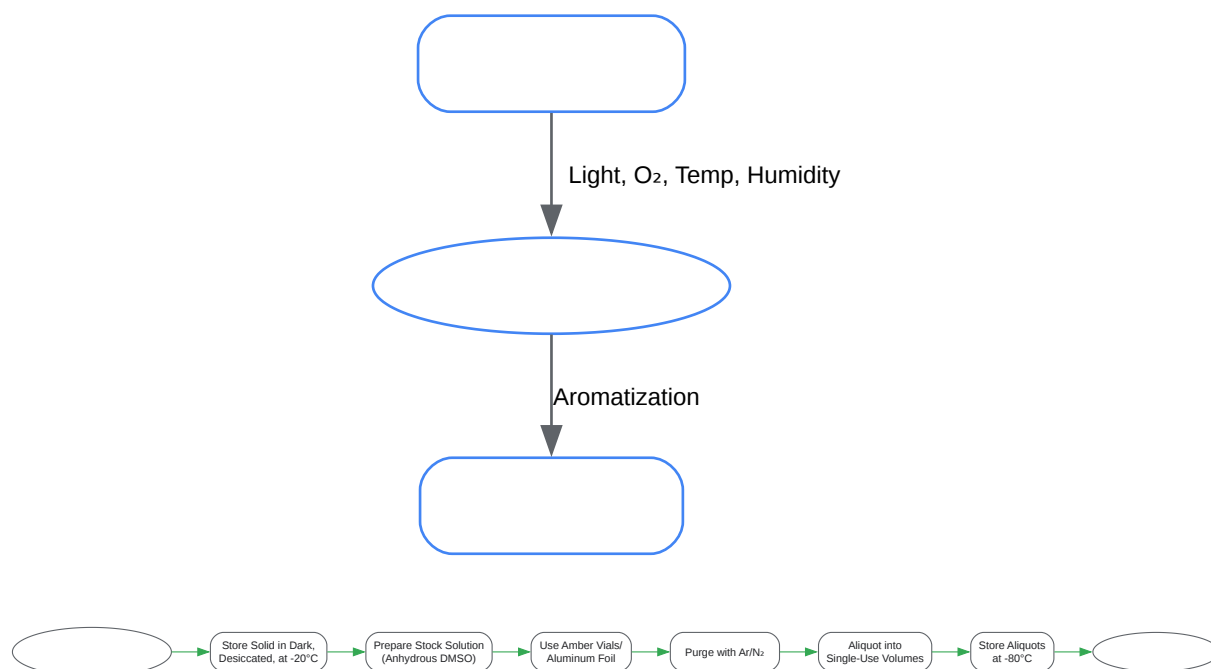 Light, O₂, Temp, Humidity
Aromatization
Store Solid in Dark,
Desiccated, at -20°C
Prepare Stock Solution
(Anhydrous DMSO)
Use Amber Vials/
Aluminum Foil
Purge with Ar/N₂
Aliquot into
Single-Use Volumes
Store Aliquots
at -80°C